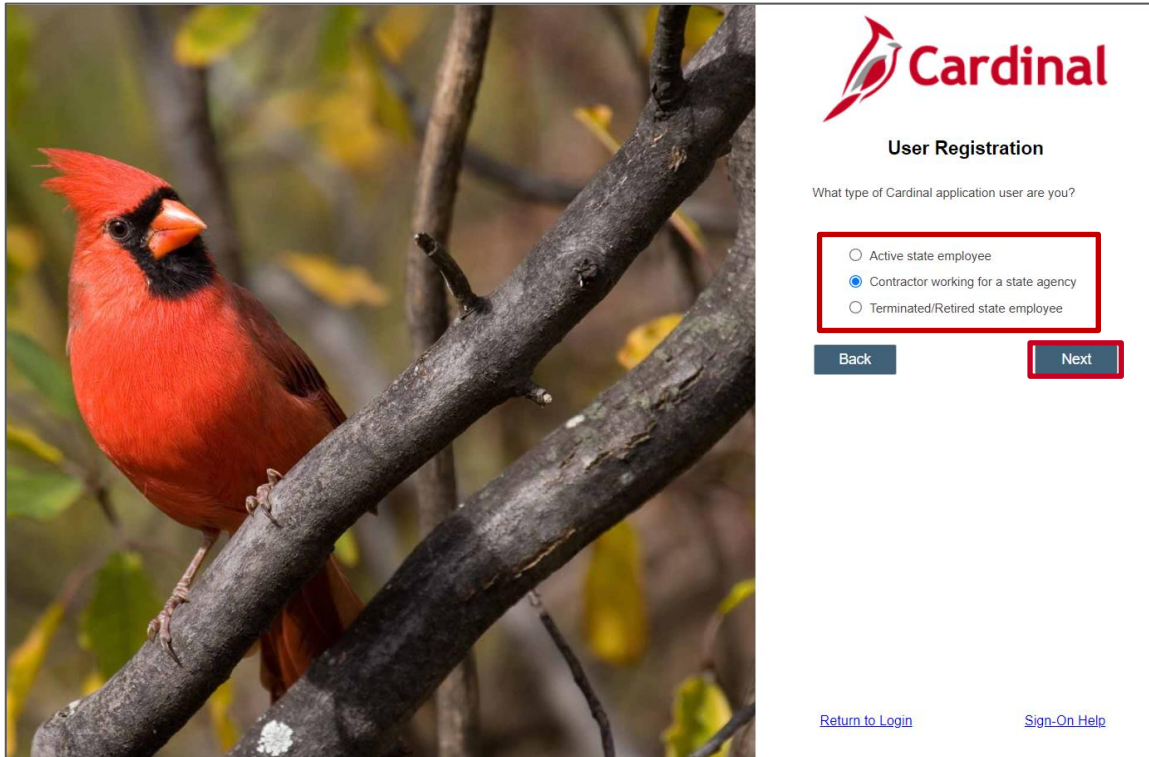 Cardinal
User Registration
What type of Cardinal application user are you?
Active state employee
Contractor working for a state agency
Terminated/Retired state employee
Back Next
Return to Login Sign-On Help